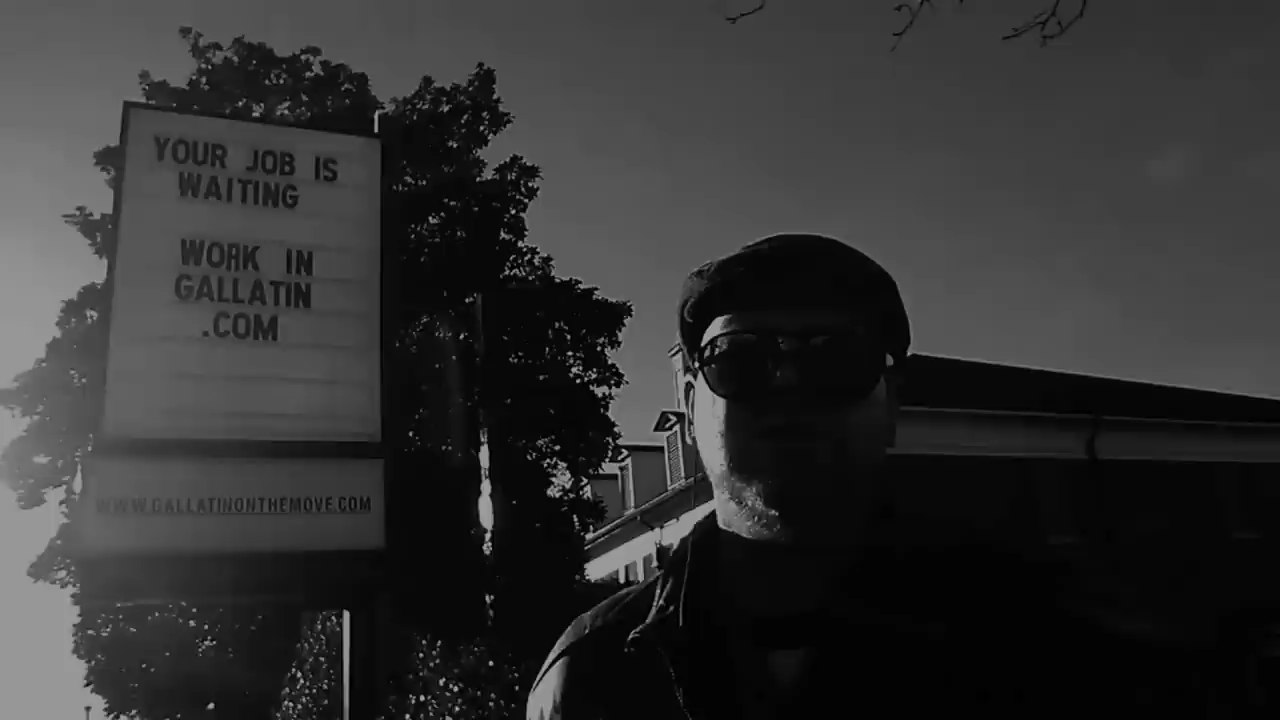 YOUR JOB IS
WAITING
WORK IN
GALLATIN
.COM
WWW.GALLATINONTHEMOVE.COM